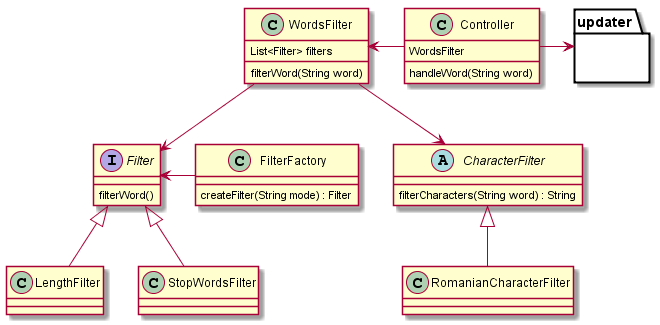 C WordsFilter
List<Filter> filters
filterWord(String word)
C Controller
WordsFilter
handleWord(String word)
updater
I Filter
filterWord()
C FilterFactory
createFilter(String mode) : Filter
A CharacterFilter
filterCharacters(String word) : String
C LengthFilter
C StopWordsFilter
C RomanianCharacterFilter